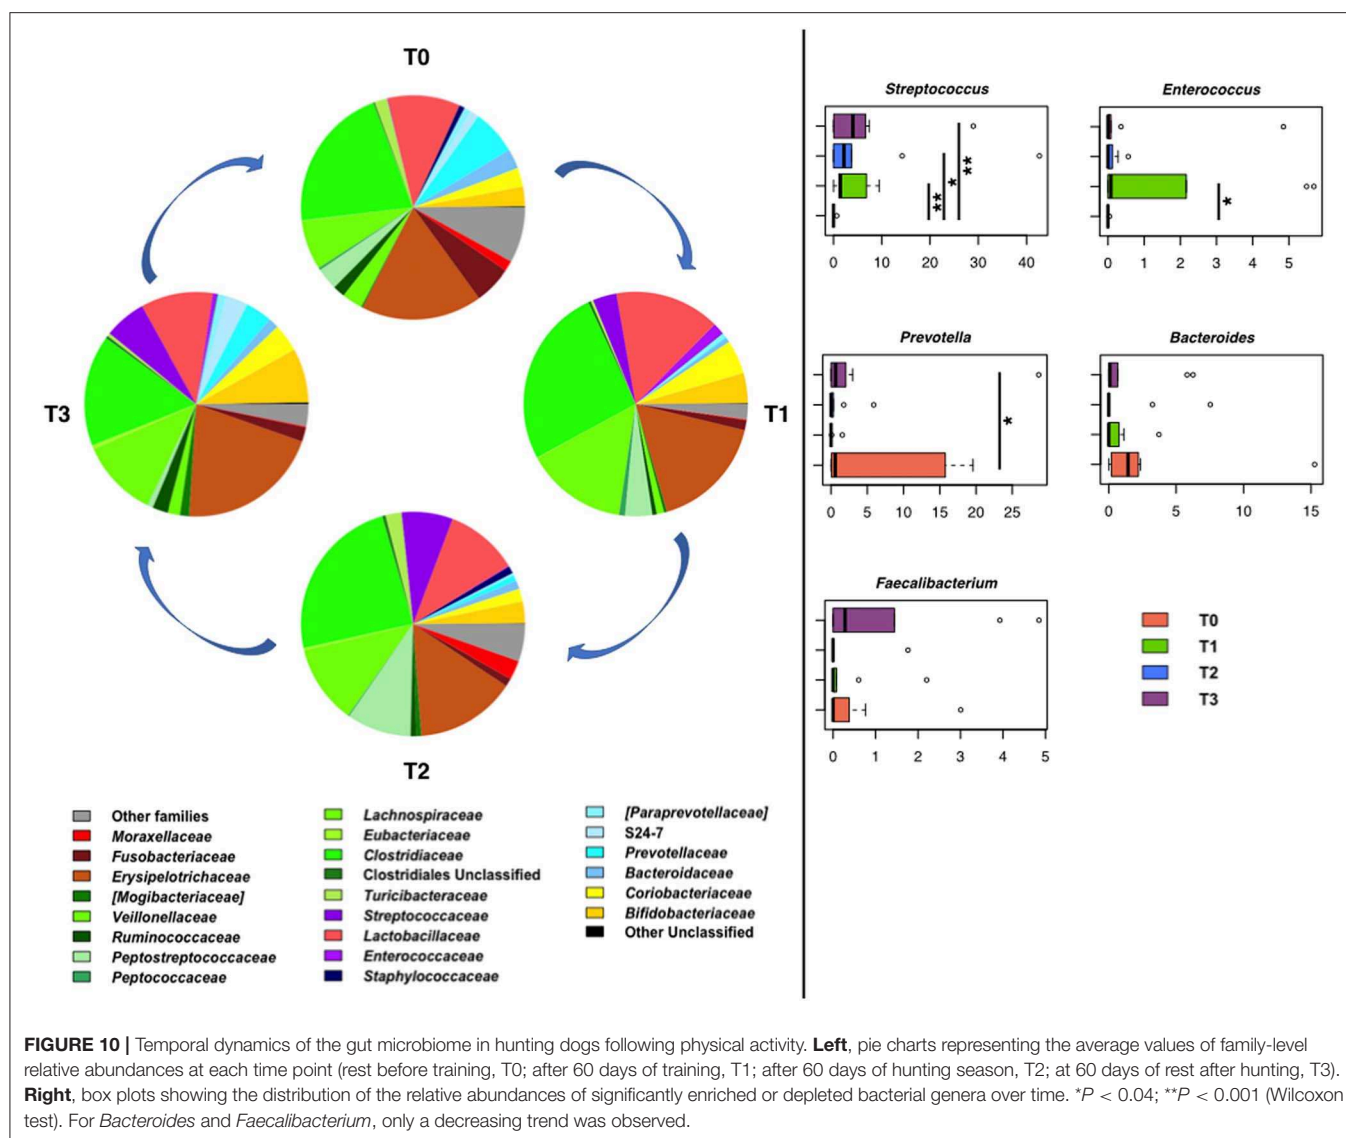 T0
T3
T1
T2
Other families
Moraxellaceae
Fusobacteriaceae
Erysipelotrichaceae
[Mogibacteriaceae]
Veillonellaceae
Ruminococcaceae
Peptostreptococcaceae
Peptococcaceae
Lachnospiraceae
Eubacteriaceae
Clostridiaceae
Clostridiales Unclassified
Turicibacteraceae
Streptococcaceae
Lactobacillaceae
Enterococcaceae
Staphylococcaceae
[Paraprevotellaceae]
S24-7
Prevotellaceae
Bacteroidaceae
Coriobacteriaceae
Bifidobacteriaceae
Other Unclassified
Streptococcus
** * **
0 10 20 30 40
Enterococcus
*
0 1 2 3 4 5
Prevotella
*
0 5 10 15 20 25
Bacteroides
0 5 10 15
Faecalibacterium
0 1 2 3 4 5
T0
T1
T2
T3
FIGURE 10 | Temporal dynamics of the gut microbiome in hunting dogs following physical activity. Left, pie charts representing the average values of family-level
relative abundances at each time point (rest before training, T0; after 60 days of training, T1; after 60 days of hunting season, T2; at 60 days of rest after hunting, T3).
Right, box plots showing the distribution of the relative abundances of significantly enriched or depleted bacterial genera over time. *P < 0.04; **P < 0.001 (Wilcoxon
test). For Bacteroides and Faecalibacterium, only a decreasing trend was observed.